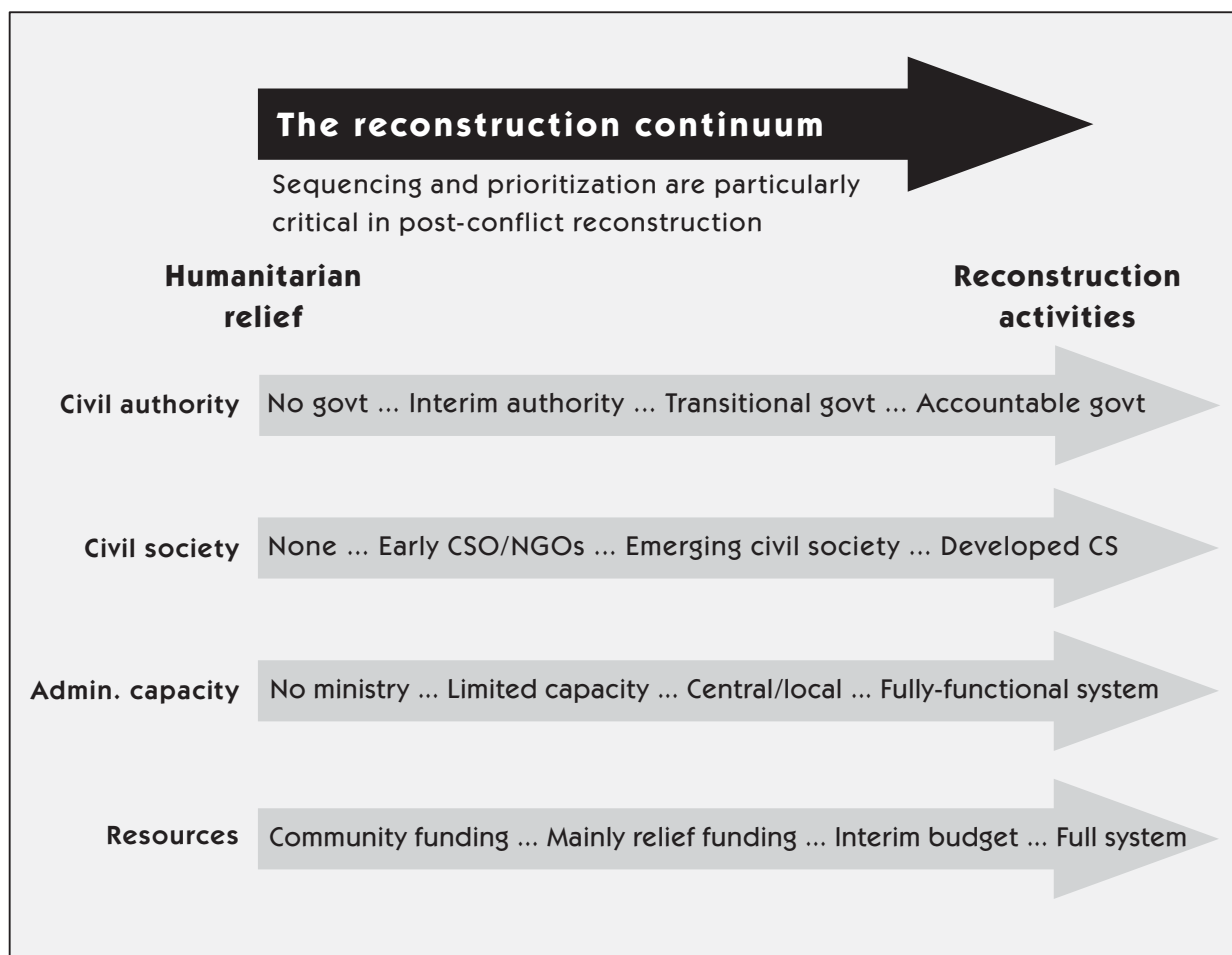 The reconstruction continuum
Sequencing and prioritization are particularly
critical in post-conflict reconstruction
Humanitarian
relief
Reconstruction
activities
Civil authority No govt ... Interim authority ... Transitional govt ... Accountable govt
Civil society None ... Early CSO/NGOs ... Emerging civil society ... Developed CS
Admin. capacity No ministry ... Limited capacity ... Central/local ... Fully-functional system
Resources Community funding ... Mainly relief funding ... Interim budget ... Full system